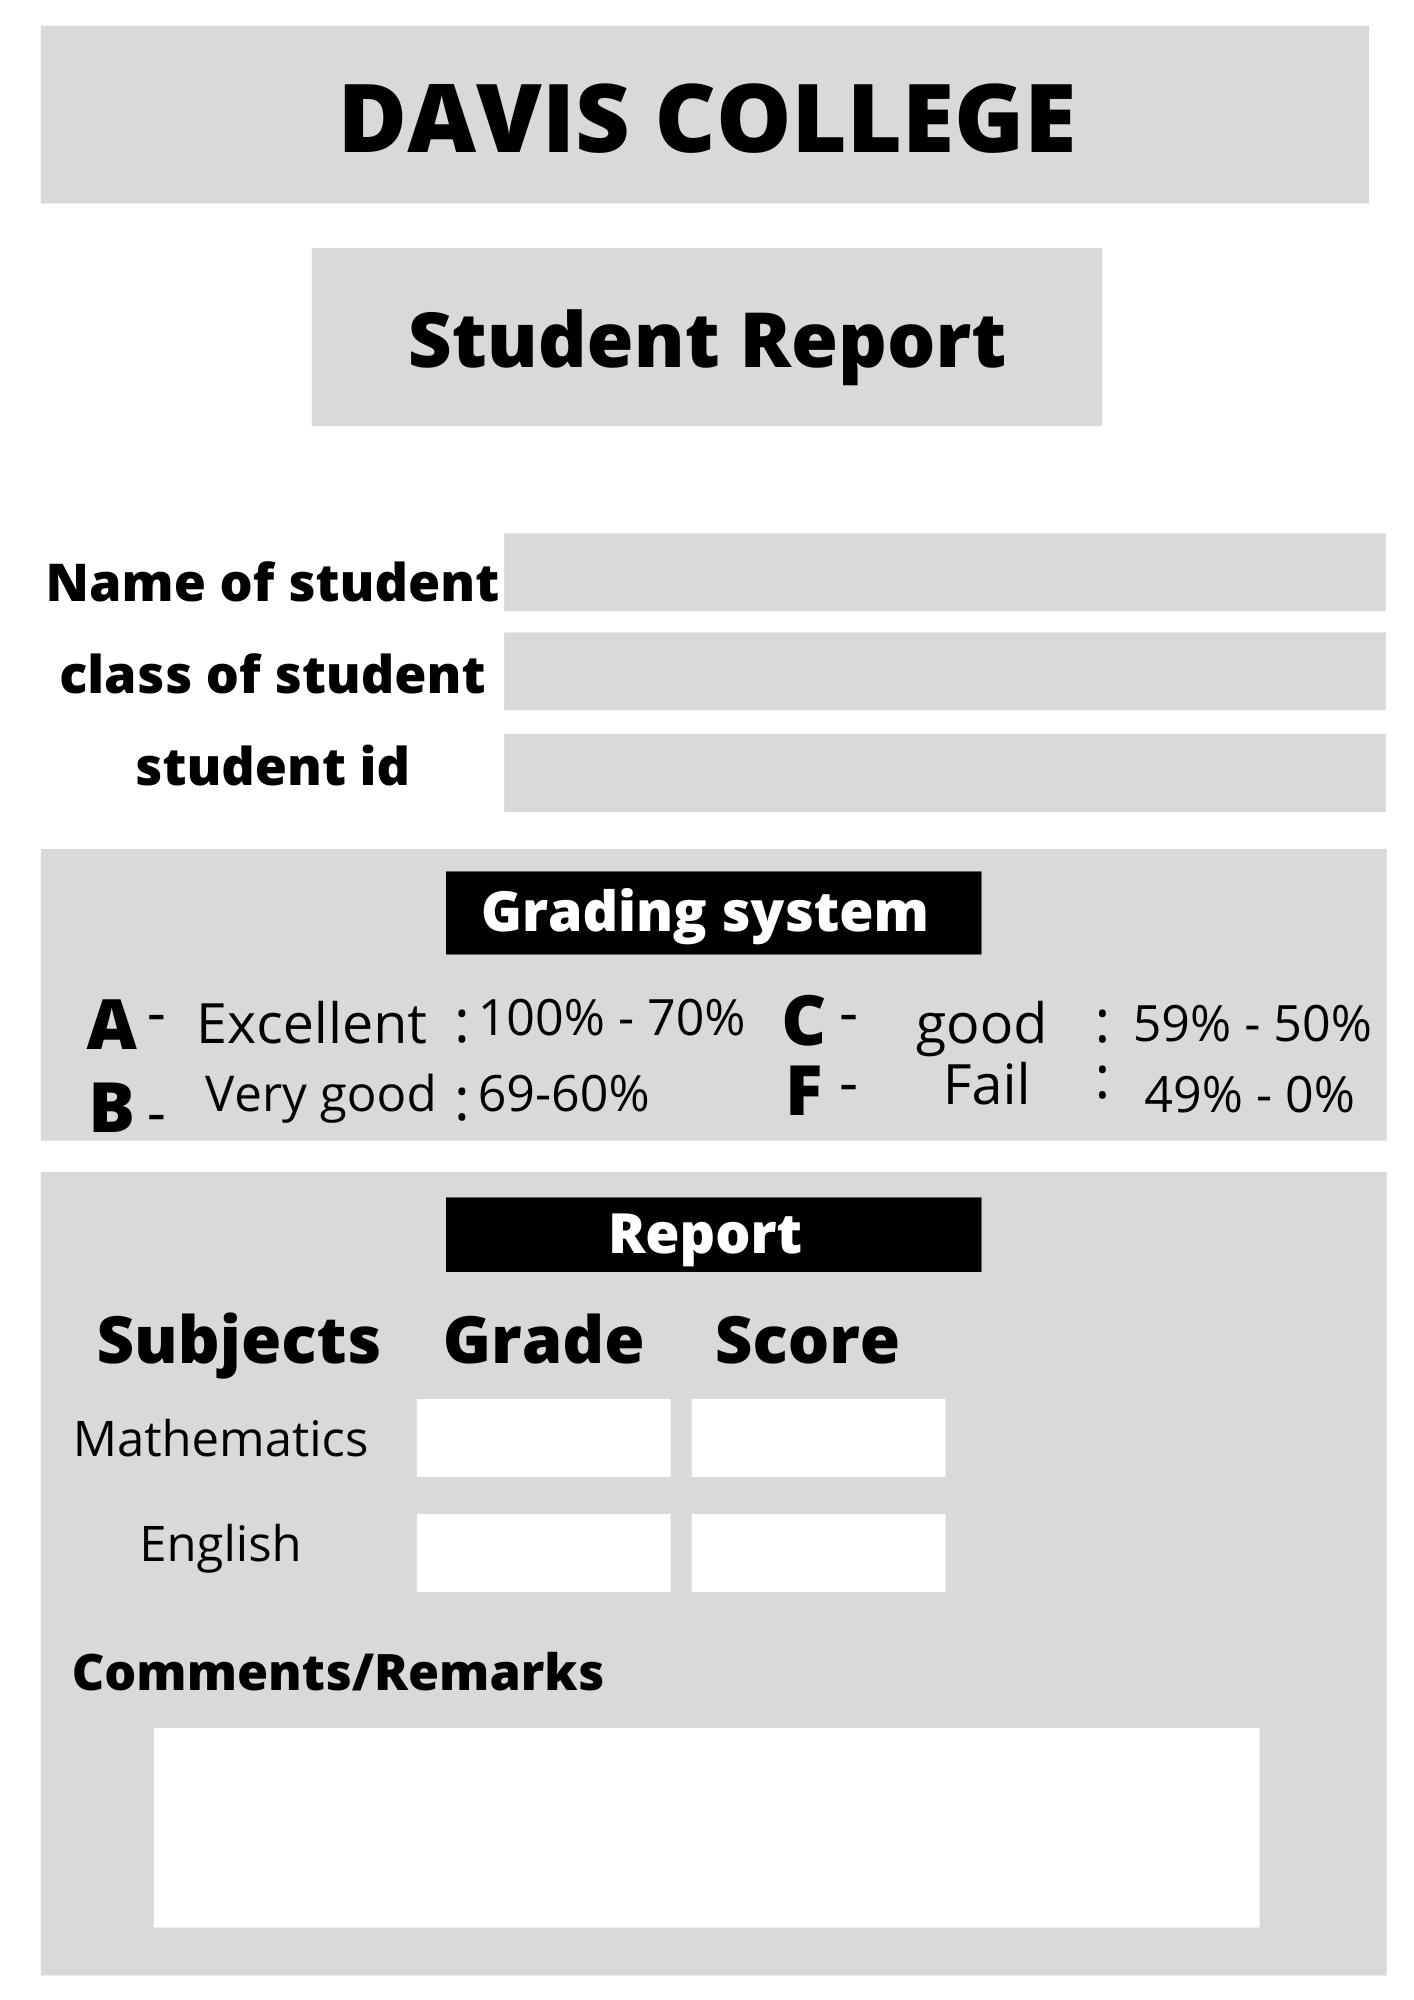 DAVIS COLLEGE
Student Report
Name of student
class of student
student id
Grading system
A - Excellent : 100% - 70% C - good : 59% - 50%
B - Very good : 69-60% F - Fail : 49% - 0%
Report
Subjects Grade Score
Mathematics
English
Comments/Remarks